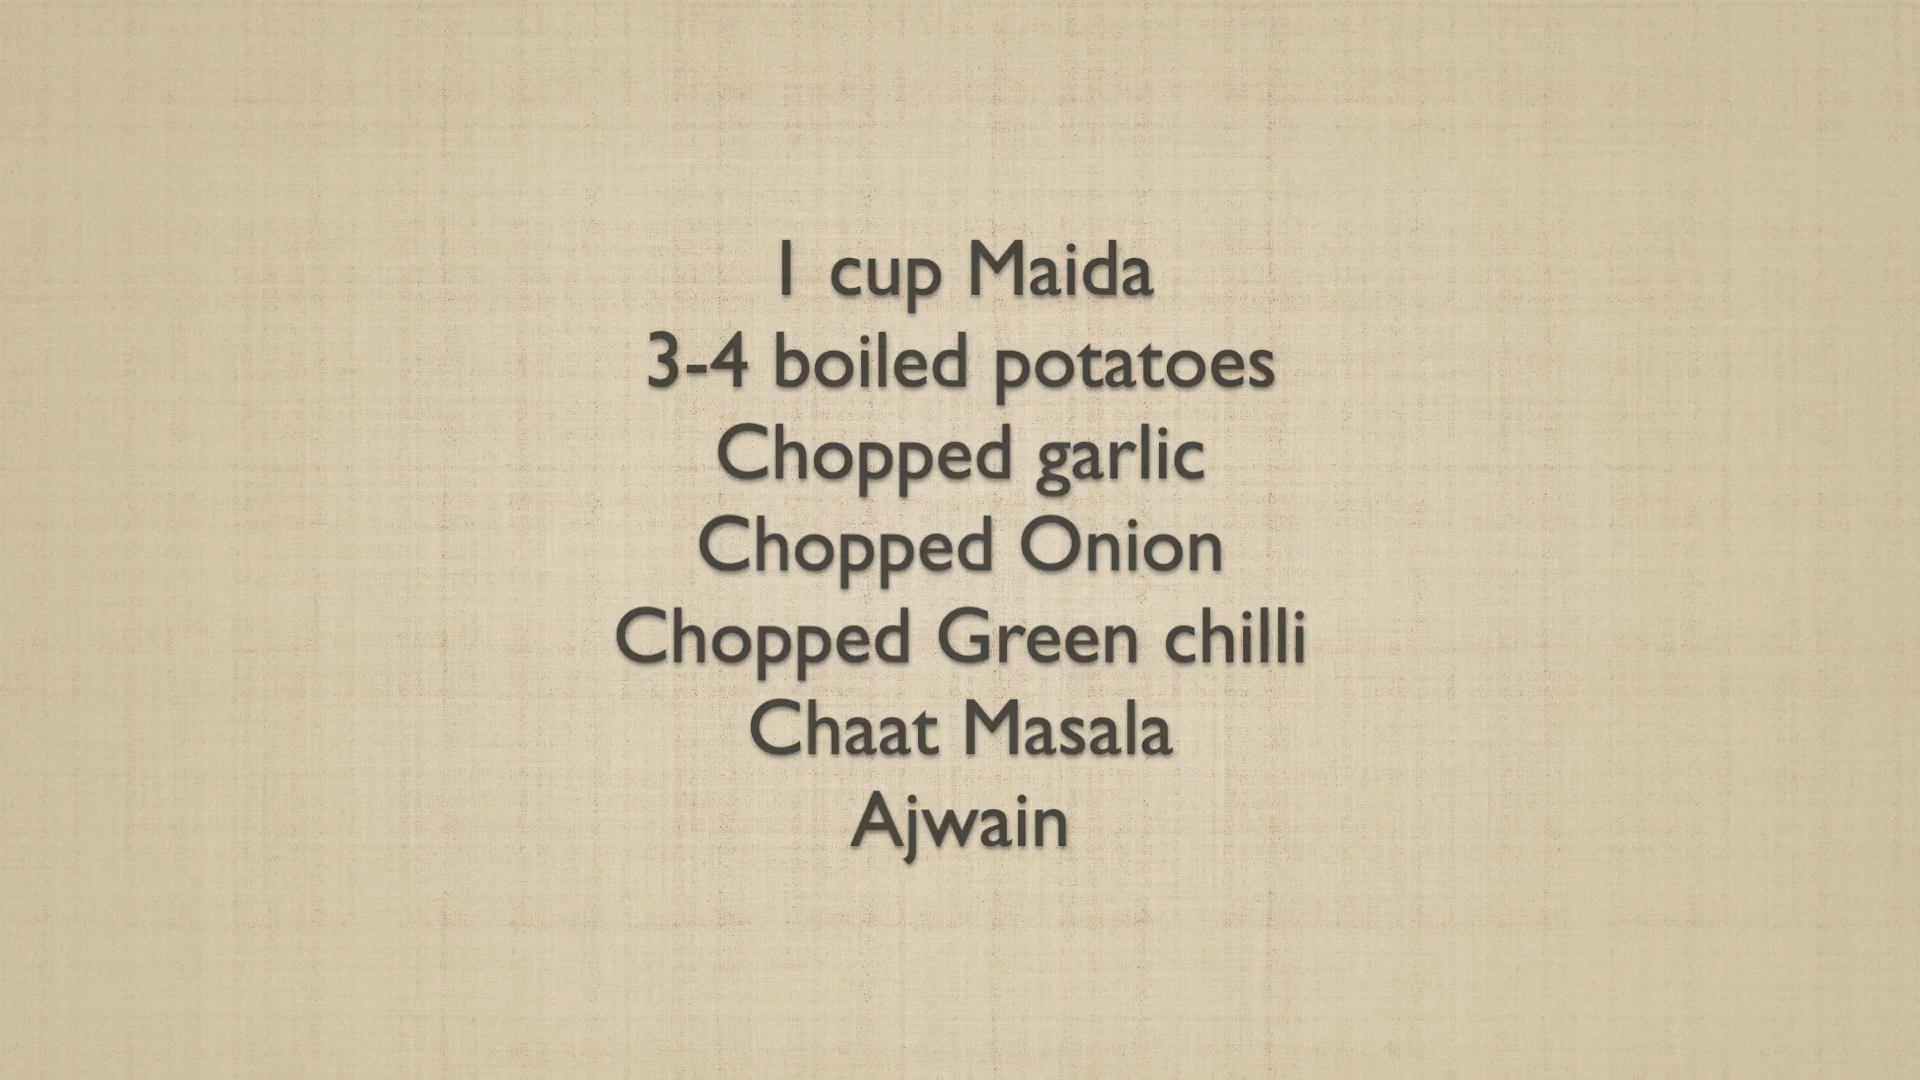 1 cup Maida
3-4 boiled potatoes
Chopped garlic
Chopped Onion
Chopped Green chilli
Chaat Masala
Ajwain